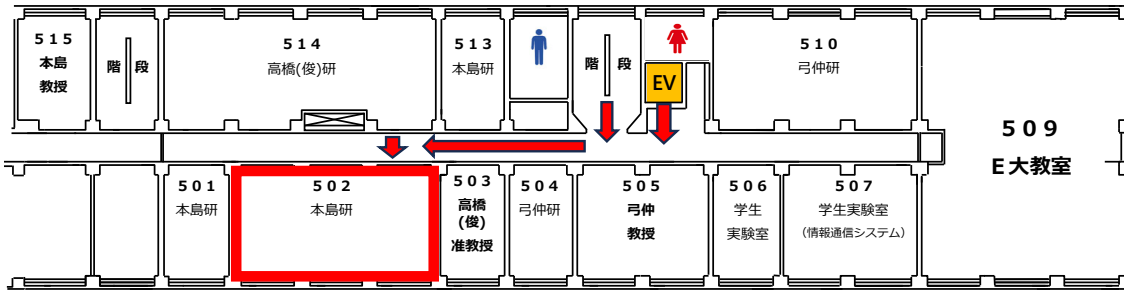 515
本島
教授
階 段
514
高橋(俊)研
513
本島研
階 段
EV
510
弓仲研
509
E大教室
501
本島研
502
本島研
503
高橋
(俊)
准教授
504
弓仲研
505
弓仲
教授
506
学生
実験室
507
学生実験室
(情報通信システム)